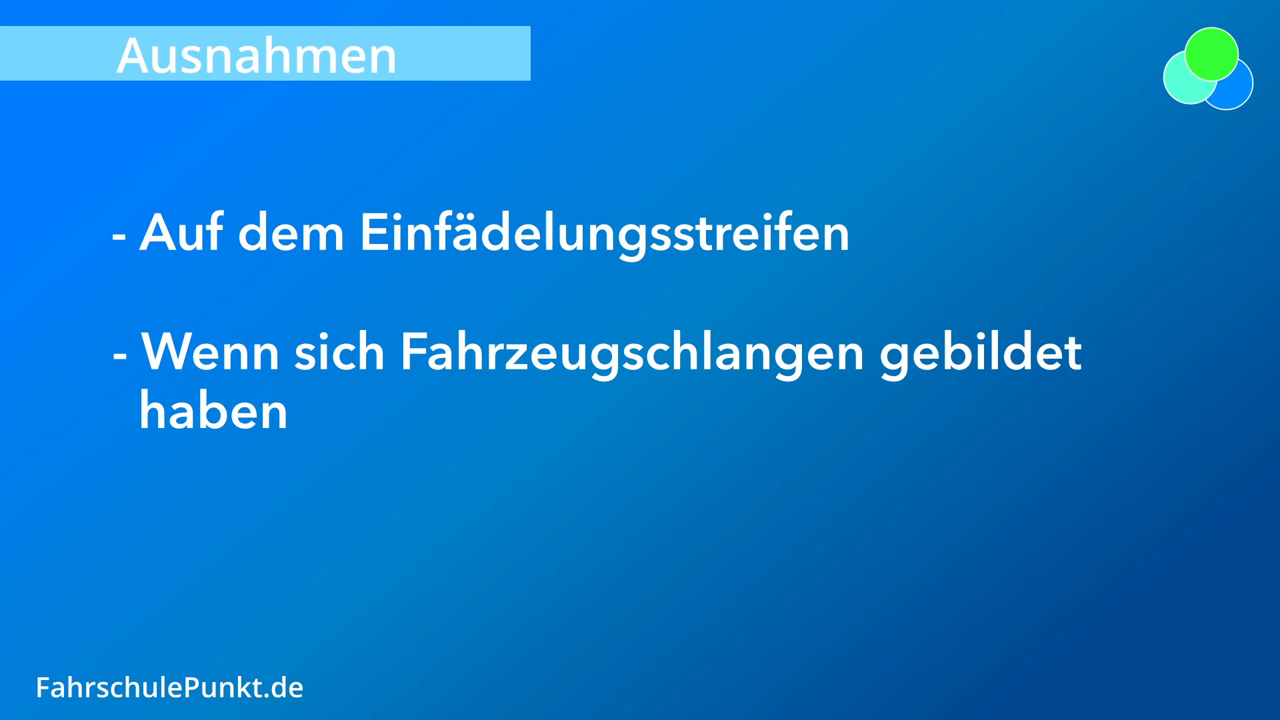 Ausnahmen
- Auf dem Einfädelungsstreifen
- Wenn sich Fahrzeugschlangen gebildet
haben
FahrschulePunkt.de